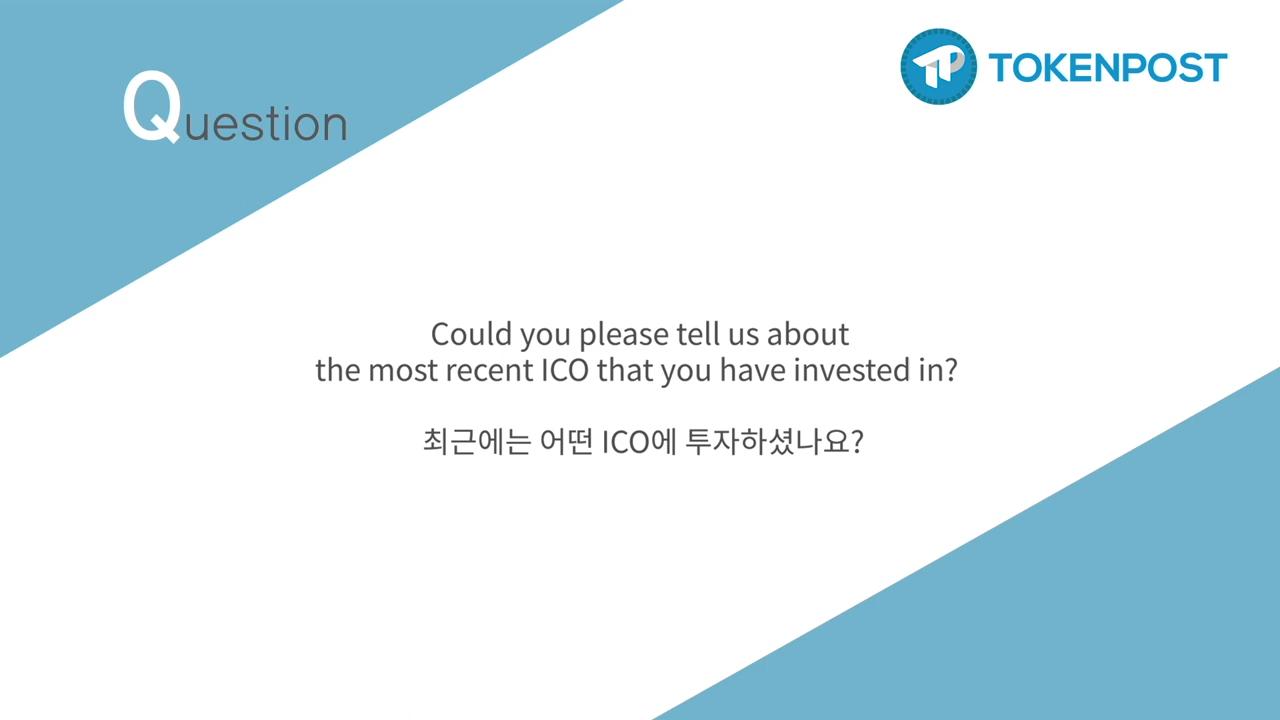 Question
TOKENPOST
Could you please tell us about
the most recent ICO that you have invested in?
최근에는 어떤 ICO에 투자하셨나요?